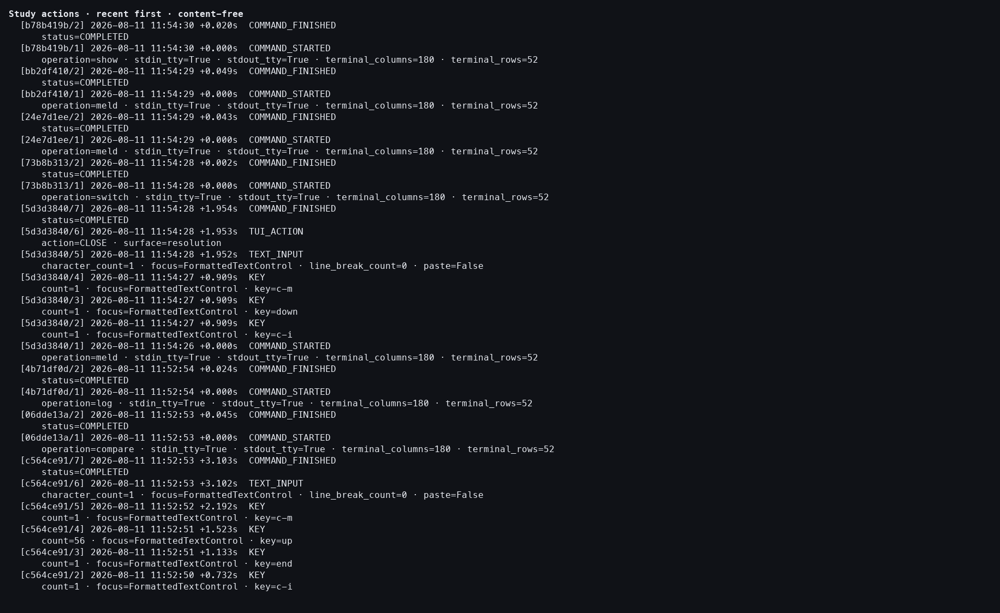 Study actions · recent first · content-free
[b78b419b/2] 2026-08-11 11:54:30 +0.020s  COMMAND_FINISHED
status=COMPLETED
[b78b419b/1] 2026-08-11 11:54:30 +0.000s  COMMAND_STARTED
operation=show · stdin_tty=True · stdout_tty=True · terminal_columns=180 · terminal_rows=52
[bb2df410/2] 2026-08-11 11:54:29 +0.049s  COMMAND_FINISHED
status=COMPLETED
[bb2df410/1] 2026-08-11 11:54:29 +0.000s  COMMAND_STARTED
operation=meld · stdin_tty=True · stdout_tty=True · terminal_columns=180 · terminal_rows=52
[24e7d1ee/2] 2026-08-11 11:54:29 +0.043s  COMMAND_FINISHED
status=COMPLETED
[24e7d1ee/1] 2026-08-11 11:54:29 +0.000s  COMMAND_STARTED
operation=meld · stdin_tty=True · stdout_tty=True · terminal_columns=180 · terminal_rows=52
[73b8b313/2] 2026-08-11 11:54:28 +0.002s  COMMAND_FINISHED
status=COMPLETED
[73b8b313/1] 2026-08-11 11:54:28 +0.000s  COMMAND_STARTED
operation=switch · stdin_tty=True · stdout_tty=True · terminal_columns=180 · terminal_rows=52
[5d3d3840/7] 2026-08-11 11:54:28 +1.954s  COMMAND_FINISHED
status=COMPLETED
[5d3d3840/6] 2026-08-11 11:54:28 +1.953s  TUI_ACTION
action=CLOSE · surface=resolution
[5d3d3840/5] 2026-08-11 11:54:28 +1.952s  TEXT_INPUT
character_count=1 · focus=FormattedTextControl · line_break_count=0 · paste=False
[5d3d3840/4] 2026-08-11 11:54:27 +0.909s  KEY
count=1 · focus=FormattedTextControl · key=c-m
[5d3d3840/3] 2026-08-11 11:54:27 +0.909s  KEY
count=1 · focus=FormattedTextControl · key=down
[5d3d3840/2] 2026-08-11 11:54:27 +0.909s  KEY
count=1 · focus=FormattedTextControl · key=c-i
[5d3d3840/1] 2026-08-11 11:54:26 +0.000s  COMMAND_STARTED
operation=meld · stdin_tty=True · stdout_tty=True · terminal_columns=180 · terminal_rows=52
[4b71df0d/2] 2026-08-11 11:52:54 +0.024s  COMMAND_FINISHED
status=COMPLETED
[4b71df0d/1] 2026-08-11 11:52:54 +0.000s  COMMAND_STARTED
operation=log · stdin_tty=True · stdout_tty=True · terminal_columns=180 · terminal_rows=52
[06dde13a/2] 2026-08-11 11:52:53 +0.045s  COMMAND_FINISHED
status=COMPLETED
[06dde13a/1] 2026-08-11 11:52:53 +0.000s  COMMAND_STARTED
operation=compare · stdin_tty=True · stdout_tty=True · terminal_columns=180 · terminal_rows=52
[c564ce91/7] 2026-08-11 11:52:53 +3.103s  COMMAND_FINISHED
status=COMPLETED
[c564ce91/6] 2026-08-11 11:52:53 +3.102s  TEXT_INPUT
character_count=1 · focus=FormattedTextControl · line_break_count=0 · paste=False
[c564ce91/5] 2026-08-11 11:52:52 +2.192s  KEY
count=1 · focus=FormattedTextControl · key=c-m
[c564ce91/4] 2026-08-11 11:52:51 +1.523s  KEY
count=56 · focus=FormattedTextControl · key=up
[c564ce91/3] 2026-08-11 11:52:51 +1.133s  KEY
count=1 · focus=FormattedTextControl · key=end
[c564ce91/2] 2026-08-11 11:52:50 +0.732s  KEY
count=1 · focus=FormattedTextControl · key=c-i